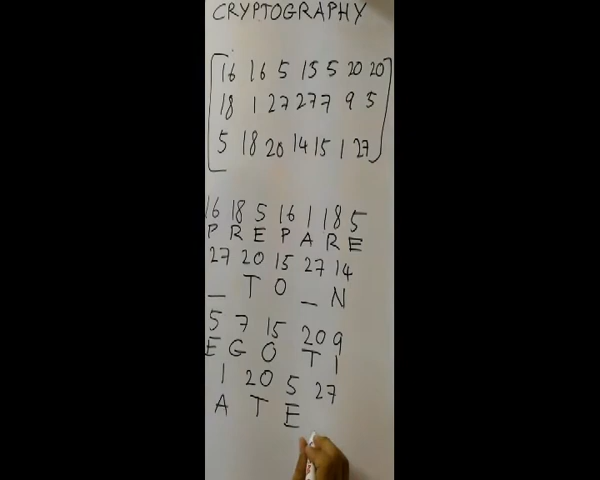 CRYPTOGRAPHY
16 16 5 15 5 20 20
18 1 27 27 7 9 5
5 18 20 14 15 1 27
16 18 5 16 1 18 5
P R E P A R E
27 20 15 27 14
_ T O _ N
5 7 15 20 9
E G O T I
1 20 5 27
A T E